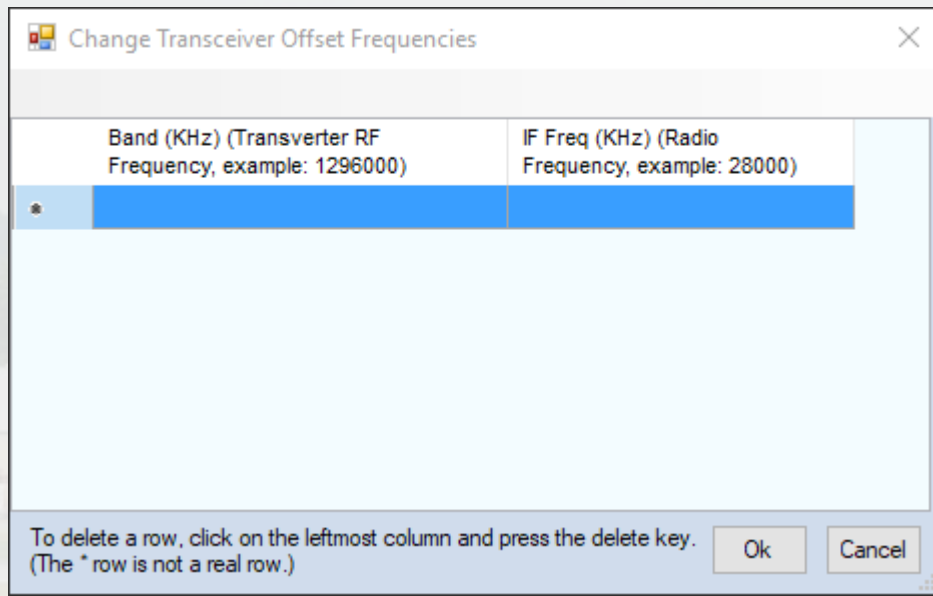 Change Transceiver Offset Frequencies
Band (KHz) (Transverter RF
Frequency, example: 1296000)
IF Freq (KHz) (Radio
Frequency, example: 28000)
*
To delete a row, click on the leftmost column and press the delete key.
(The * row is not a real row.)
Ok
Cancel